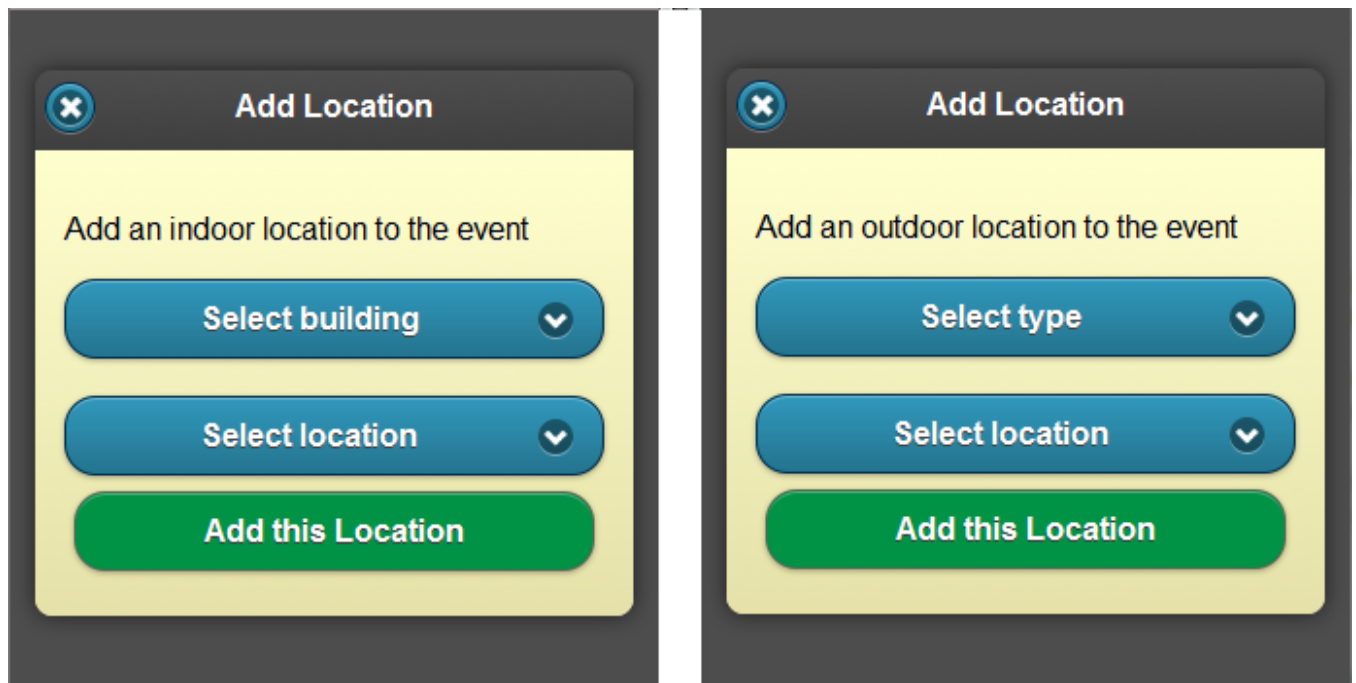 Add Location
Add an indoor location to the event
Select building
Select location
Add this Location
Add Location
Add an outdoor location to the event
Select type
Select location
Add this Location